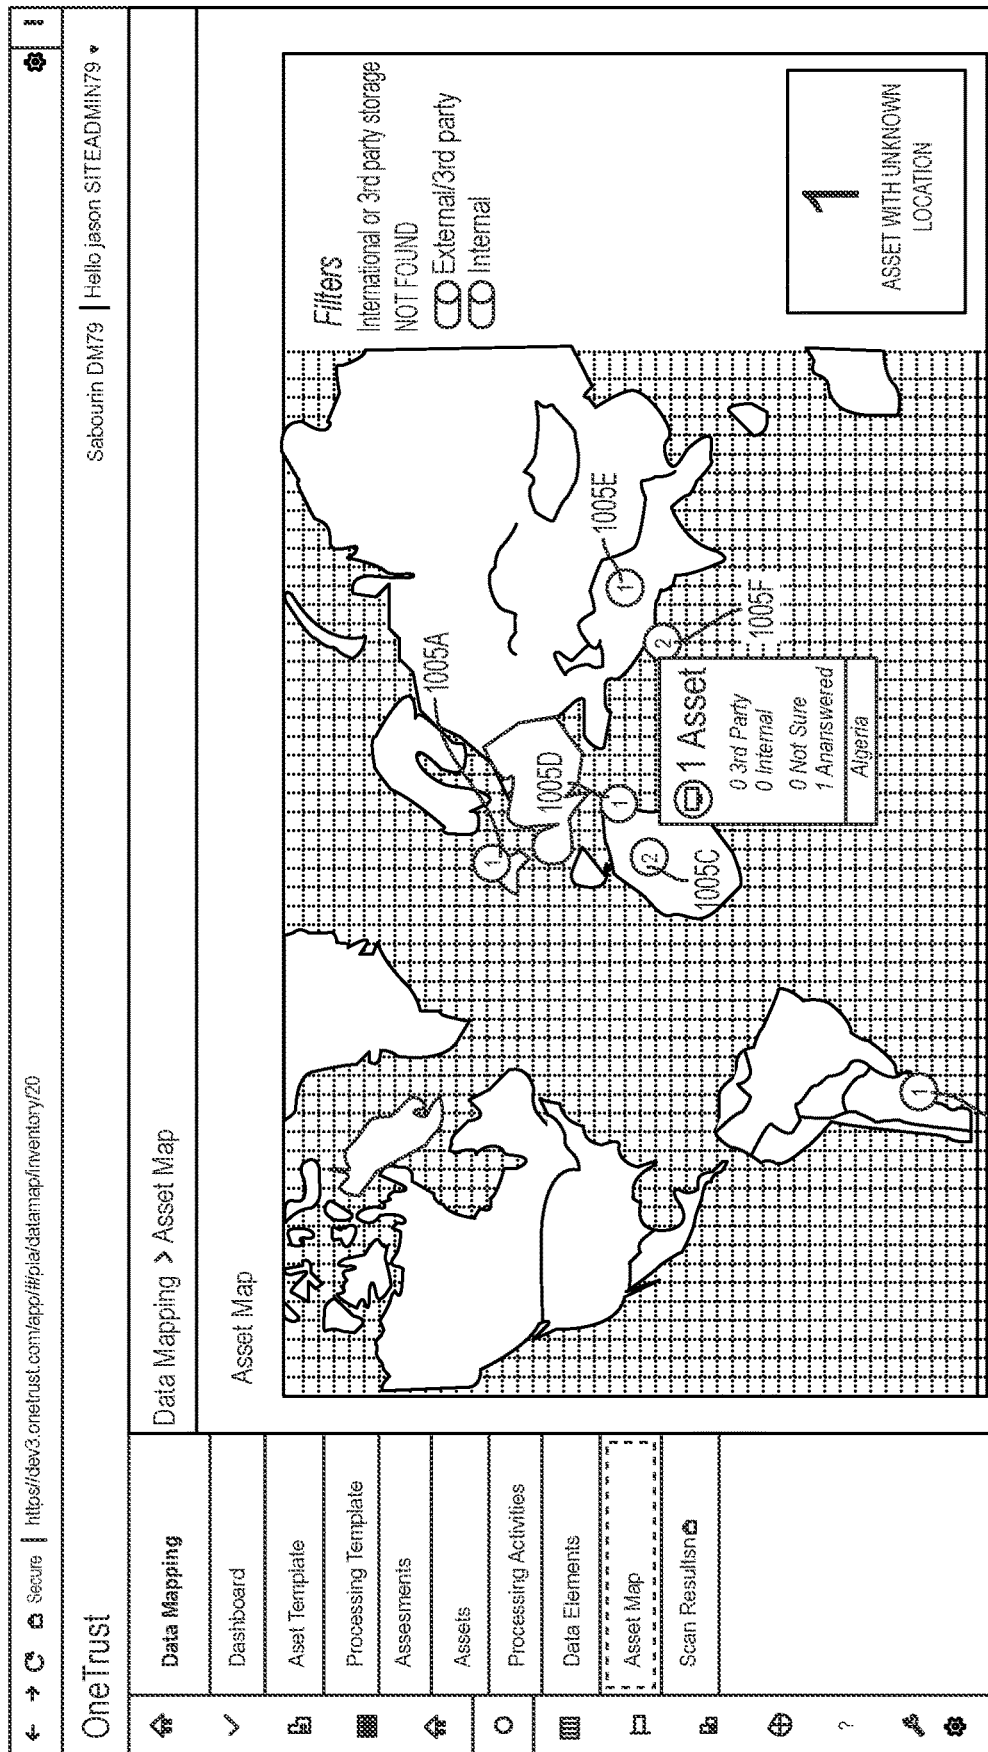 Secure | https//dev3.onetrust.com/app/#/pia/datamap/inventory/20
OneTrust
Sabourin DM79 | Hello jason SITEADMIN79
Data Mapping
Dashboard
Aset Template
Processing Template
Assesments
Assets
Processing Activities
Data Elements
Asset Map
Scan Resultsn
?
Data Mapping > Asset Map
Asset Map
1
1005A
1005D
1
2
1005C
1
1005E
2
1005F
1
1 Asset
0 3rd Party
0 Internal
0 Not Sure
1 Ananswered
Algeria
Filters
International or 3rd party storage
NOT FOUND
External/3rd party
Internal
1
ASSET WITH UNKNOWN
LOCATION